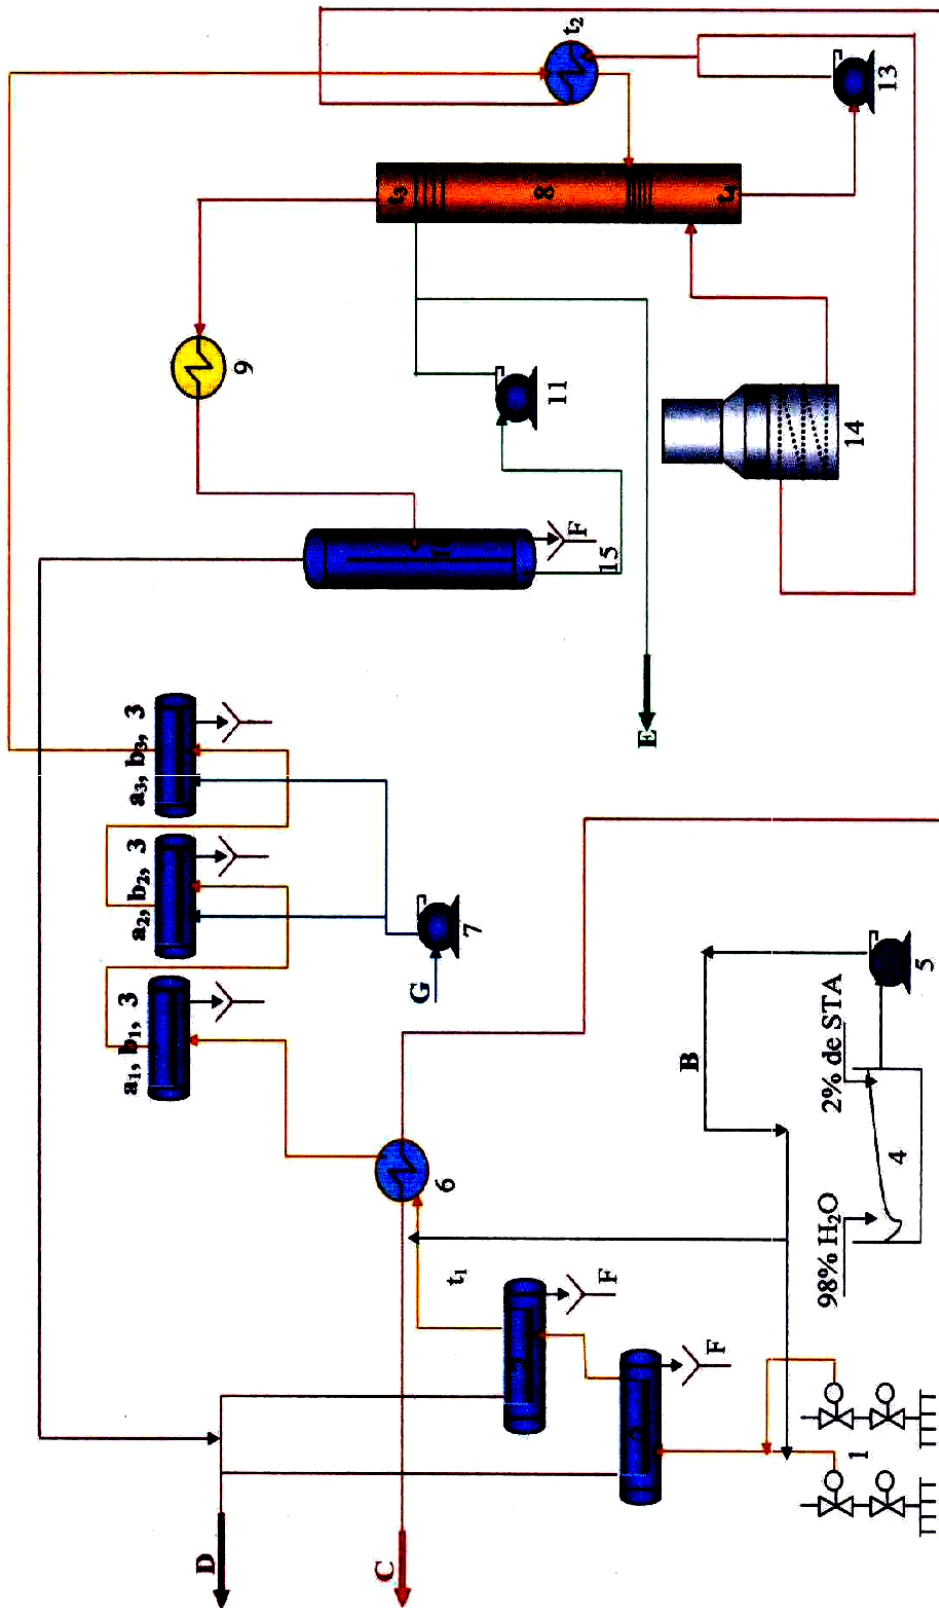 D
C
t₁
F
F
1
6
a₁, b₁, 3
a₂, b₂, 3
a₃, b₃, 3
G
7
B
98% H₂O
2% de STA
4
5
9
15
F
11
E
t₃
8
t₄
t₂
13
14